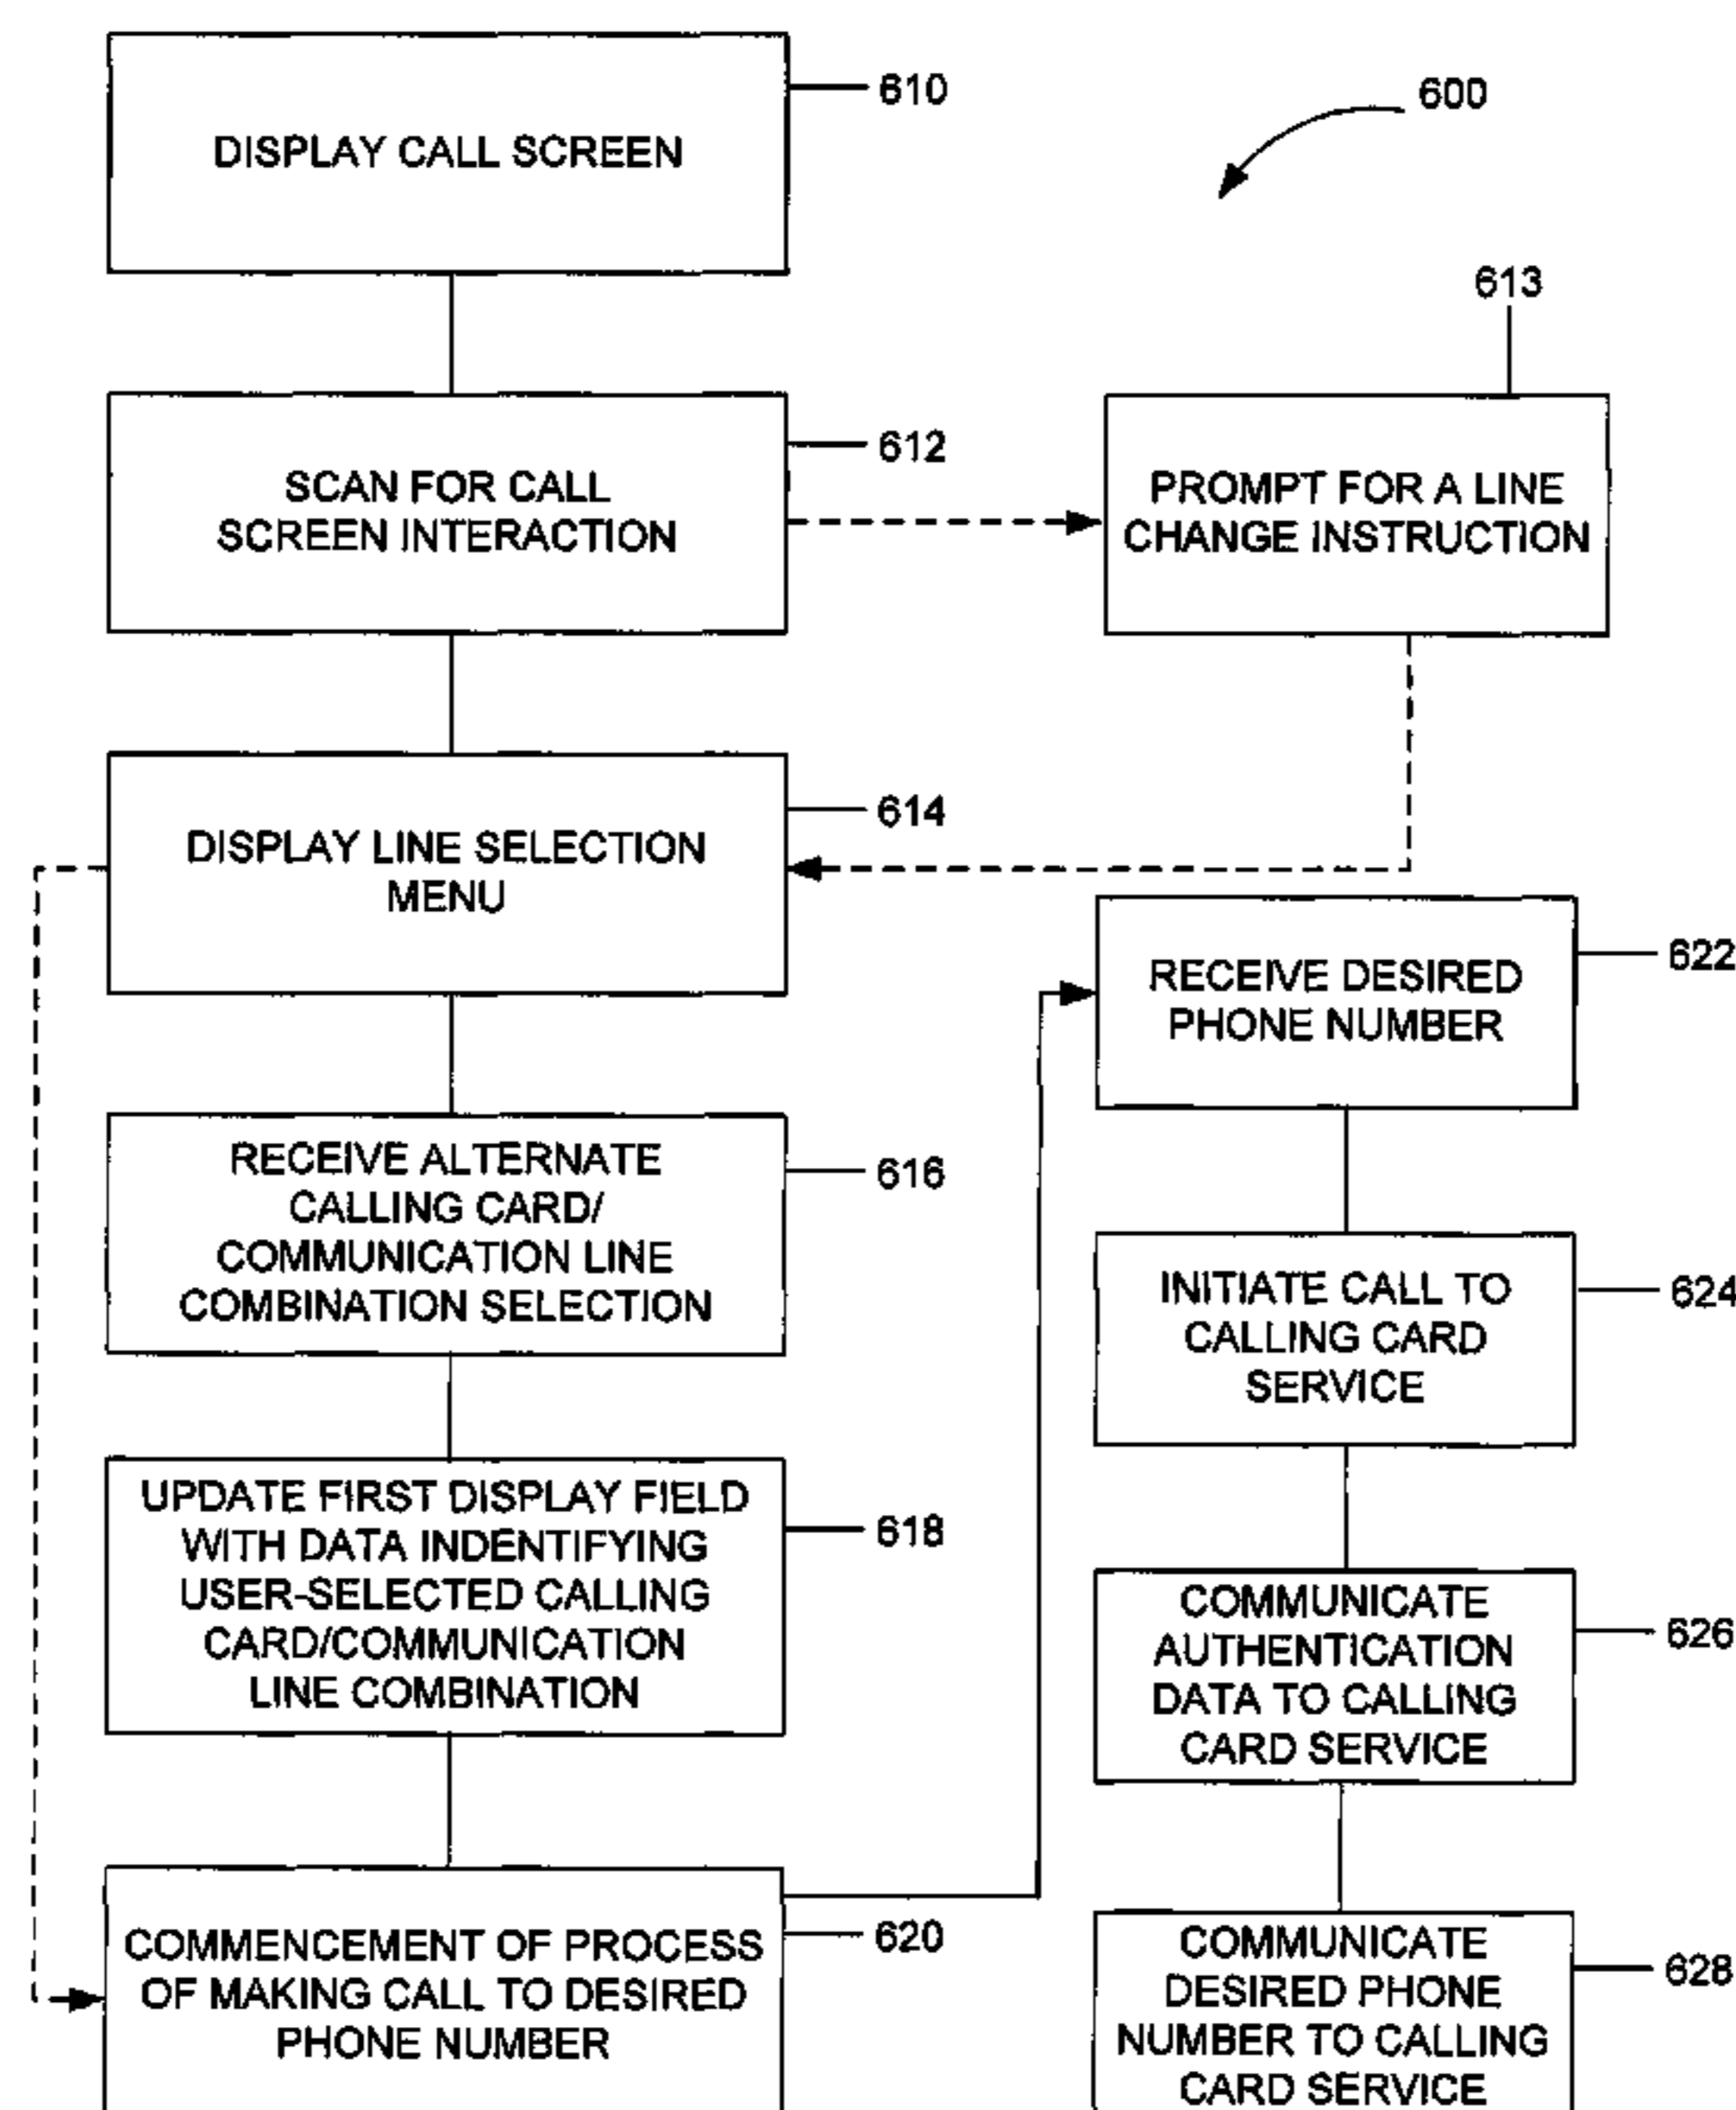 DISPLAY CALL SCREEN
610
600
SCAN FOR CALL
SCREEN INTERACTION
612
613
PROMPT FOR A LINE
CHANGE INSTRUCTION
DISPLAY LINE SELECTION
MENU
614
RECEIVE ALTERNATE
CALLING CARD/
COMMUNICATION LINE
COMBINATION SELECTION
616
UPDATE FIRST DISPLAY FIELD
WITH DATA INDENTIFYING
USER-SELECTED CALLING
CARD/COMMUNICATION
LINE COMBINATION
618
COMMENCEMENT OF PROCESS
OF MAKING CALL TO DESIRED
PHONE NUMBER
620
RECEIVE DESIRED
PHONE NUMBER
622
INITIATE CALL TO
CALLING CARD
SERVICE
624
COMMUNICATE
AUTHENTICATION
DATA TO CALLING
CARD SERVICE
626
COMMUNICATE
DESIRED PHONE
NUMBER TO CALLING
CARD SERVICE
628